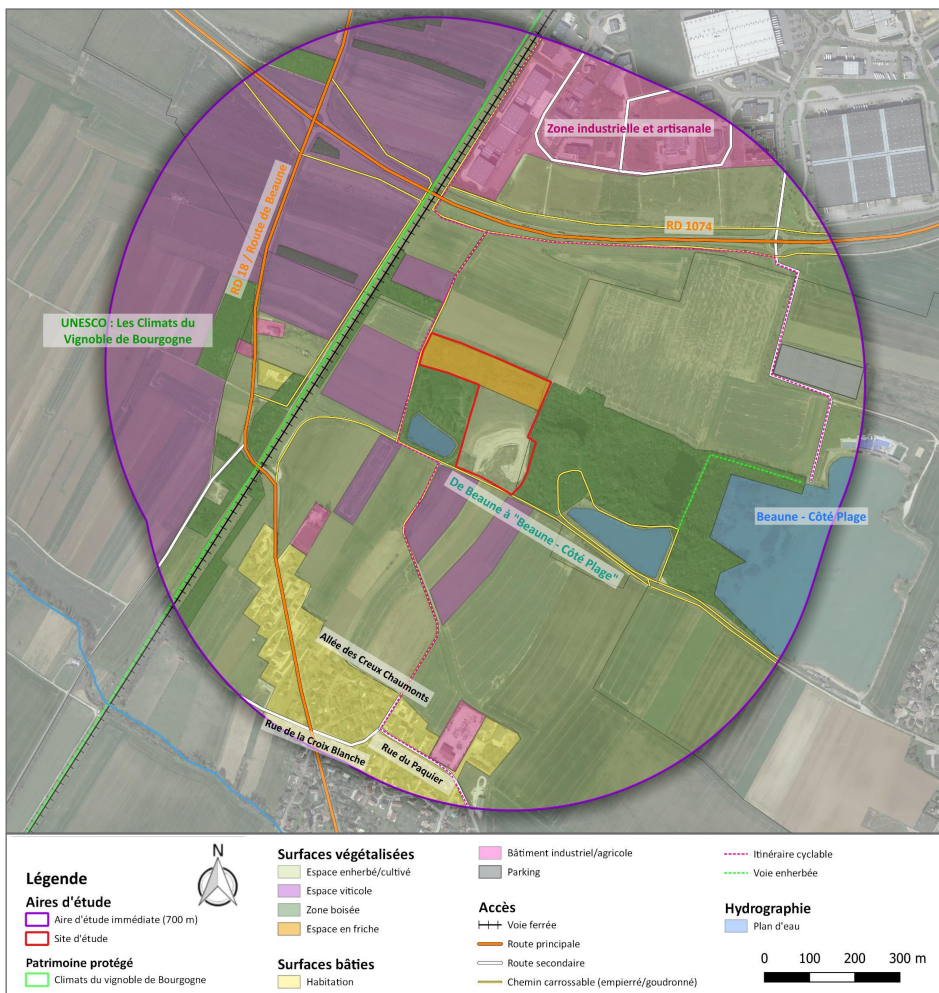 Zone industrielle et artisanale
RD 18 / Route de Beaune
RD 1074
UNESCO : Les Climats du
Vignoble de Bourgogne
De Beaune à "Beaune - Côté Plage"
Beaune - Côté Plage
Allée des Creux Chaumonts
Rue de la Croix Blanche
Rue du Paquier
Légende
Aires d'étude
Aire d'étude immédiate (700 m)
Site d'étude
Patrimoine protégé
Climats du vignoble de Bourgogne
N
Surfaces végétalisées
Espace enherbé/cultivé
Espace viticole
Zone boisée
Espace en friche
Surfaces bâties
Habitation
Bâtiment industriel/agricole
Parking
Accès
Voie ferrée
Route principale
Route secondaire
Chemin carrossable (empierré/goudronné)
Itinéraire cyclable
Voie enherbée
Hydrographie
Plan d'eau
0 100 200 300 m